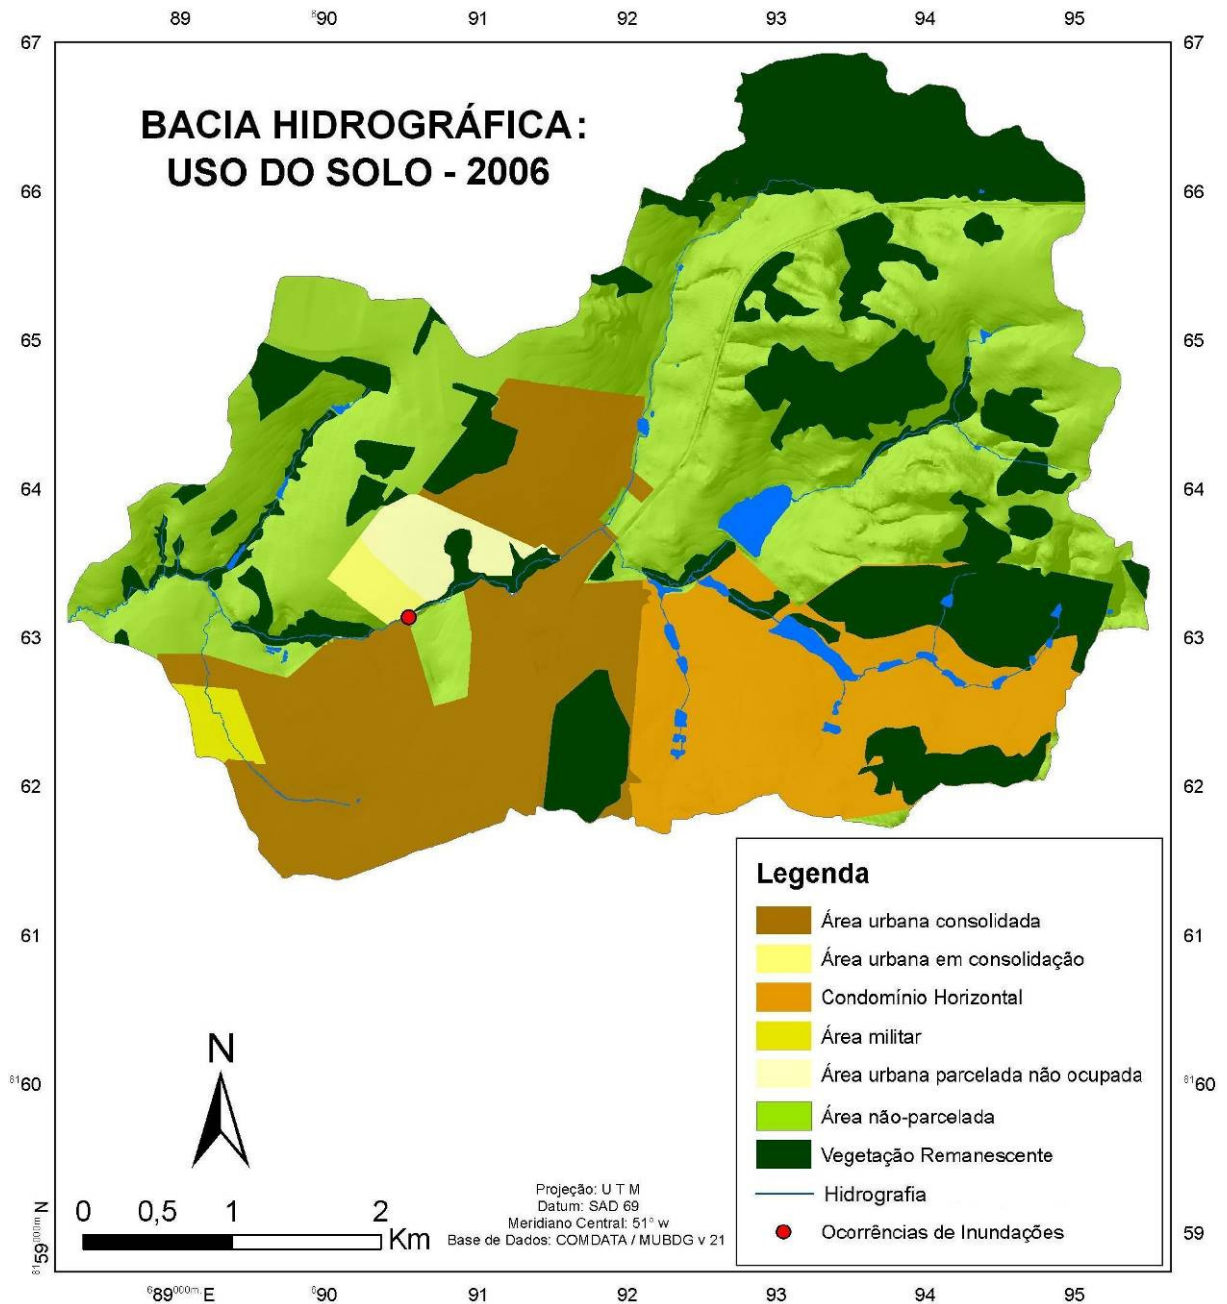 89 ⁶90 91 92 93 94 95
67 67
BACIA HIDROGRÁFICA:
USO DO SOLO - 2006
66 66
65 65
64 64
63 63
62 62
Legenda
Área urbana consolidada
61 61
Área urbana em consolidação
Condomínio Horizontal
N
Área militar
Área urbana parcelada não ocupada
⁸¹60 ⁸¹60
Área não-parcelada
Vegetação Remanescente
Hidrografia
Ocorrências de Inundações
0 0,5 1 2
Km
Projeção: U T M
Datum: SAD 69
Meridiano Central: 51° w
Base de Dados: COMDATA / MUBDG v 21
⁸¹59⁰⁰⁰ᵐ N 59
⁶89⁰⁰⁰ᵐ· E ⁶90 91 92 93 94 95